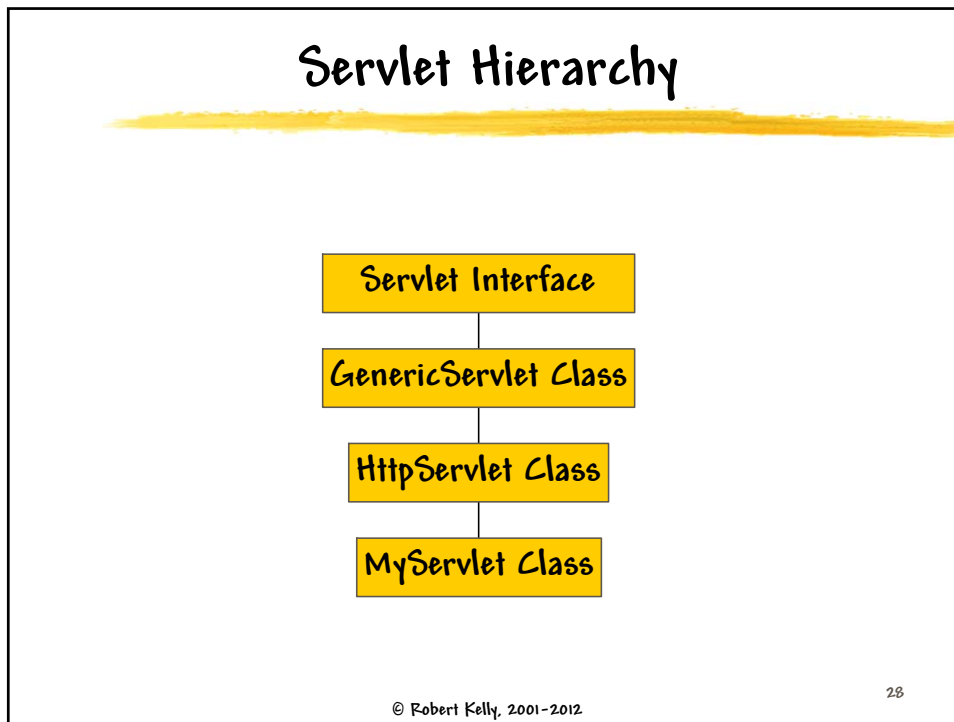 Servlet Hierarchy
Servlet Interface
GenericServlet Class
HttpServlet Class
MyServlet Class
28
© Robert Kelly, 2001-2012